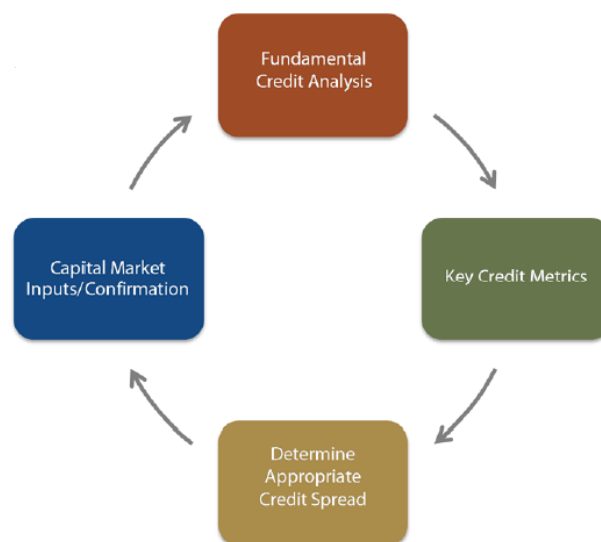 Fundamental
Credit Analysis
Capital Market
Inputs/Confirmation
Key Credit Metrics
Determine
Appropriate
Credit Spread